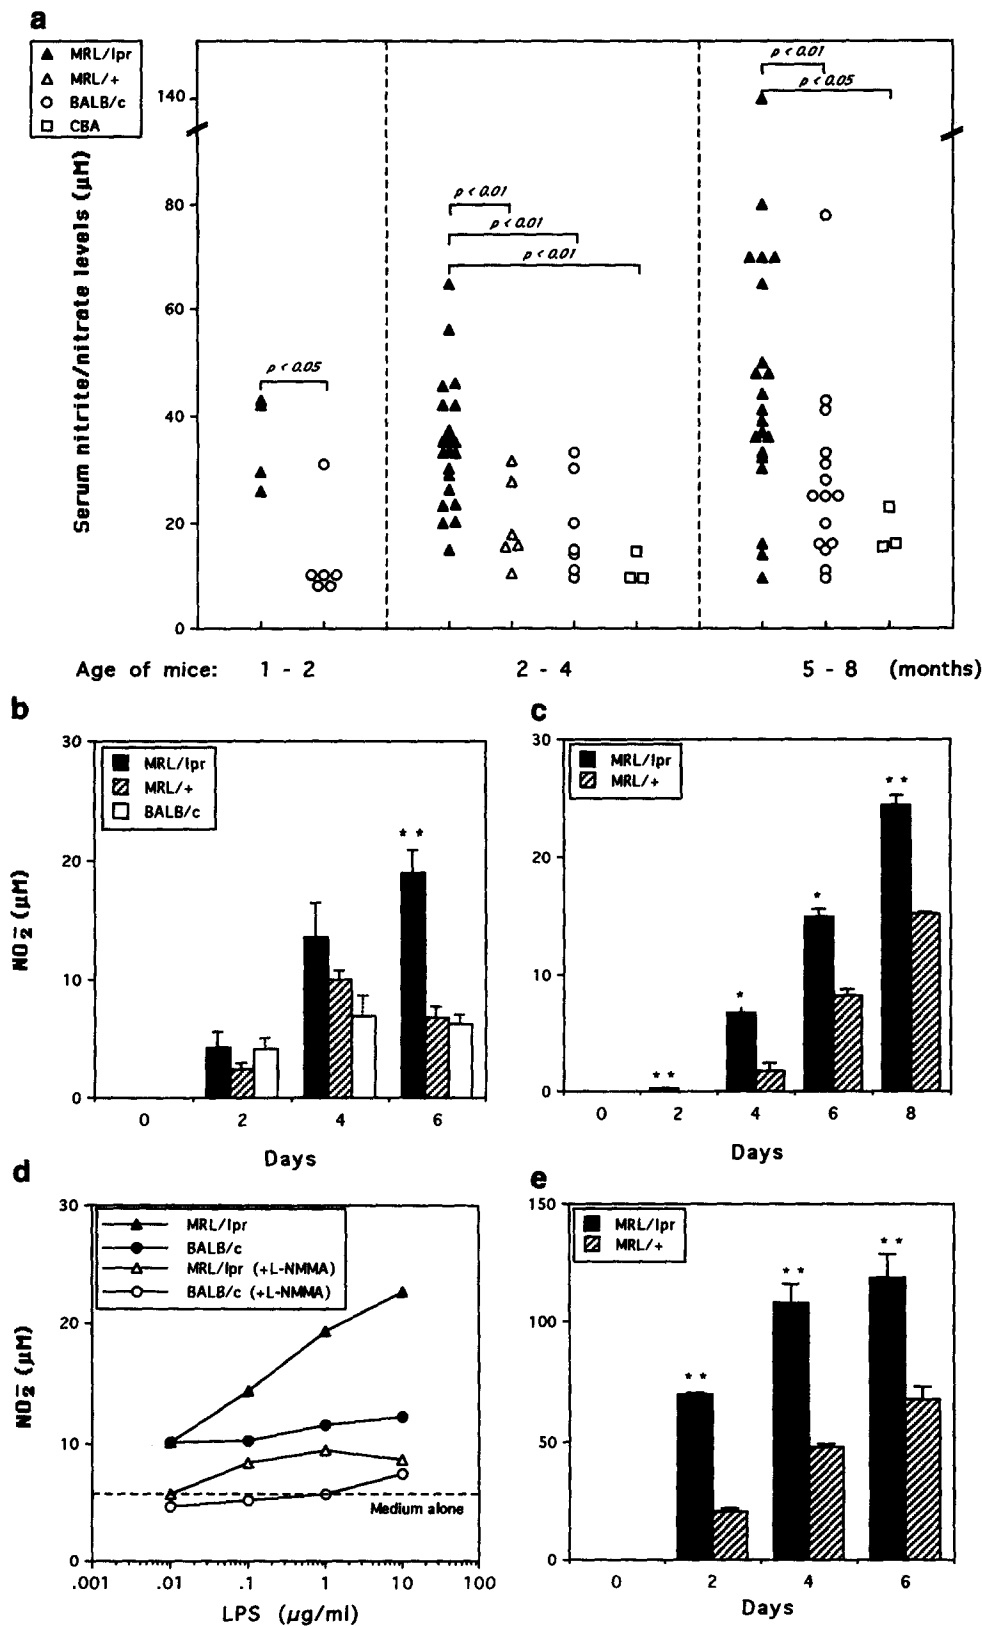 a
MRL/lpr
MRL/+
BALB/c
CBA
Serum nitrite/nitrate levels (µM)
140
80
60
40
20
0
p < 0.05
p < 0.01
p < 0.01
p < 0.01
p < 0.01
p < 0.05
Age of mice: 1 - 2 2 - 4 5 - 8 (months)
b
MRL/lpr
MRL/+
BALB/c
NO2− (µM)
30
20
10
0
* *
0 2 4 6
Days
c
MRL/lpr
MRL/+
30
20
10
0
* *
*
*
* *
0 2 4 6 8
Days
d
MRL/lpr
BALB/c
MRL/lpr (+L-NMMA)
BALB/c (+L-NMMA)
NO2− (µM)
30
20
10
0
Medium alone
.001 .01 .1 1 10 100
LPS (µg/ml)
e
MRL/lpr
MRL/+
150
100
50
0
* *
* *
* *
0 2 4 6
Days